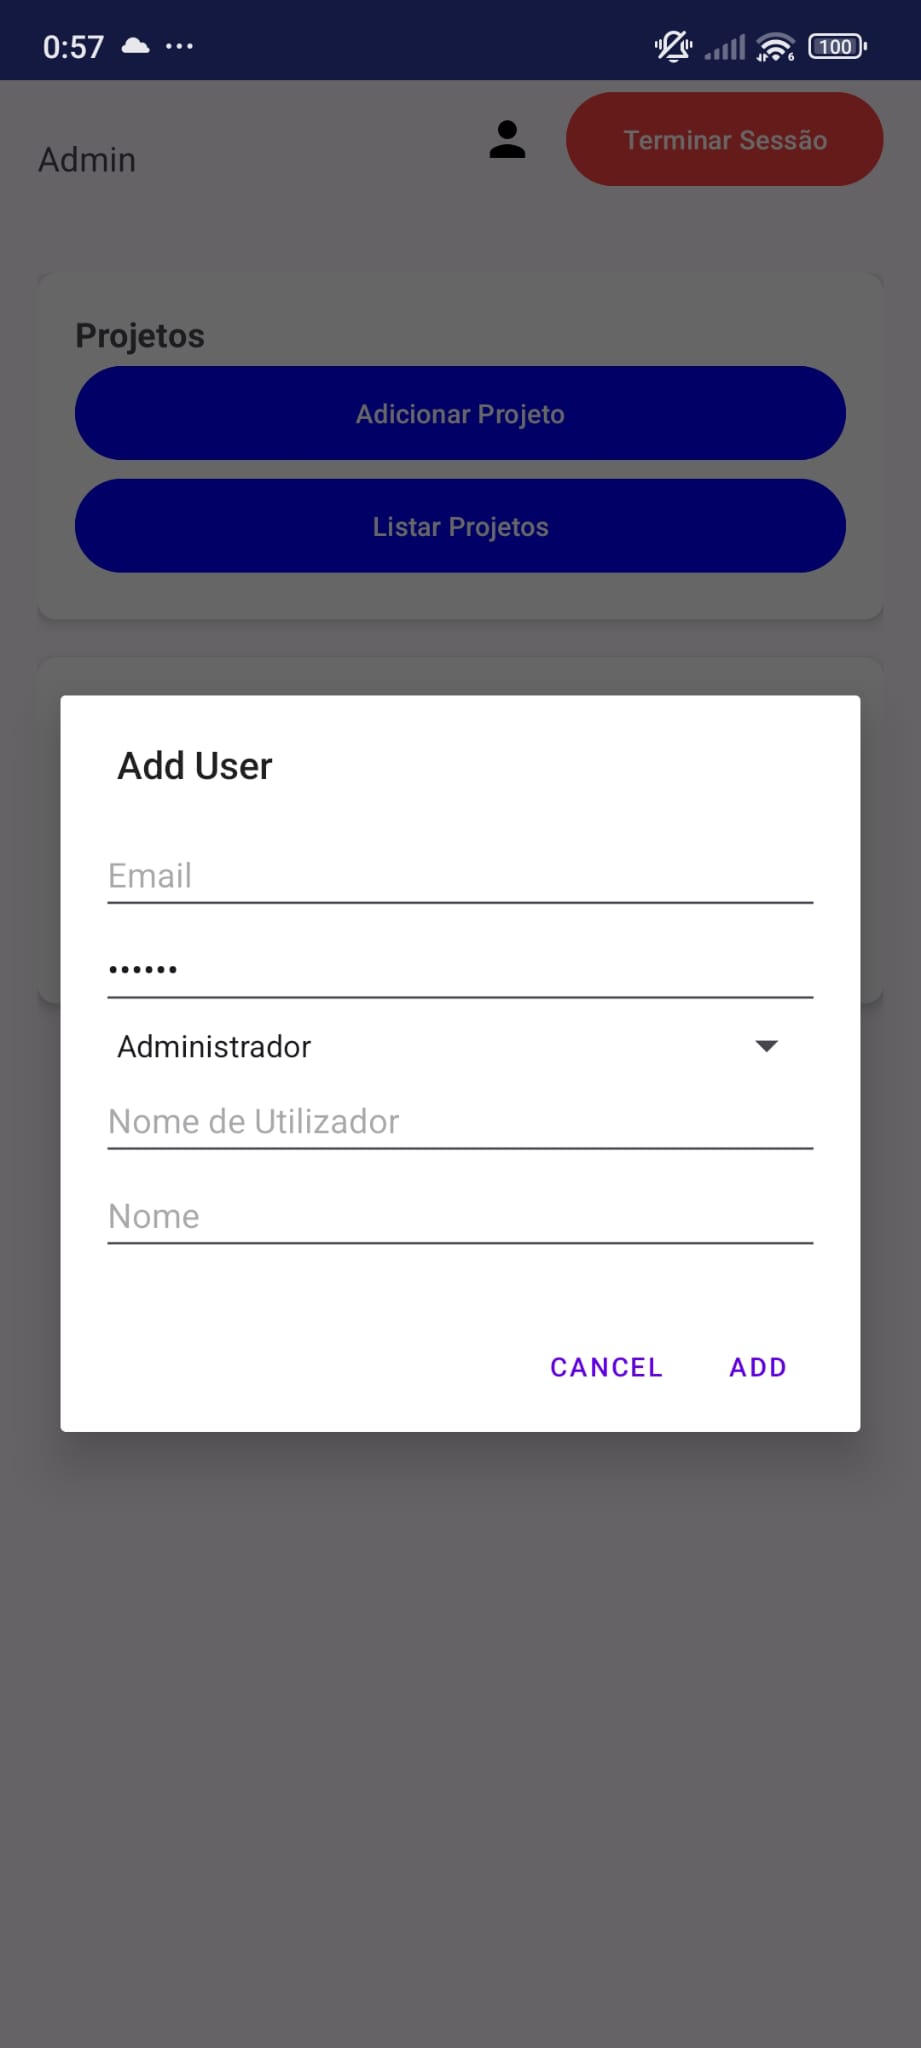 0:57
100
Admin
Terminar Sessão
Projetos
Adicionar Projeto
Listar Projetos
Add User
Email
••••••
Administrador
Nome de Utilizador
Nome
CANCEL
ADD